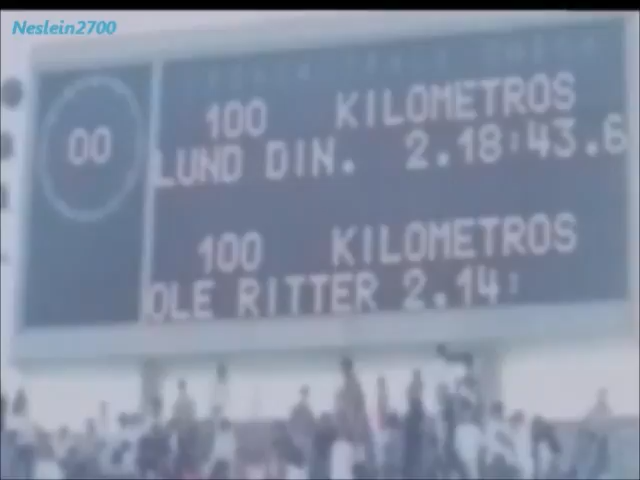 Neslein2700
00
100 KILOMETROS
LUND DIN. 2.18:43.6
100 KILOMETROS
OLE RITTER 2.14: